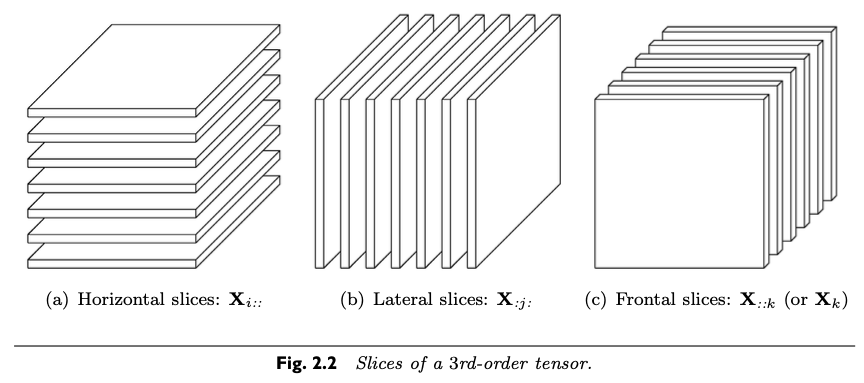 (a) Horizontal slices: X_{i::}
(b) Lateral slices: X_{:j:}
(c) Frontal slices: X_{::k} (or X_k)
Fig. 2.2 Slices of a 3rd-order tensor.